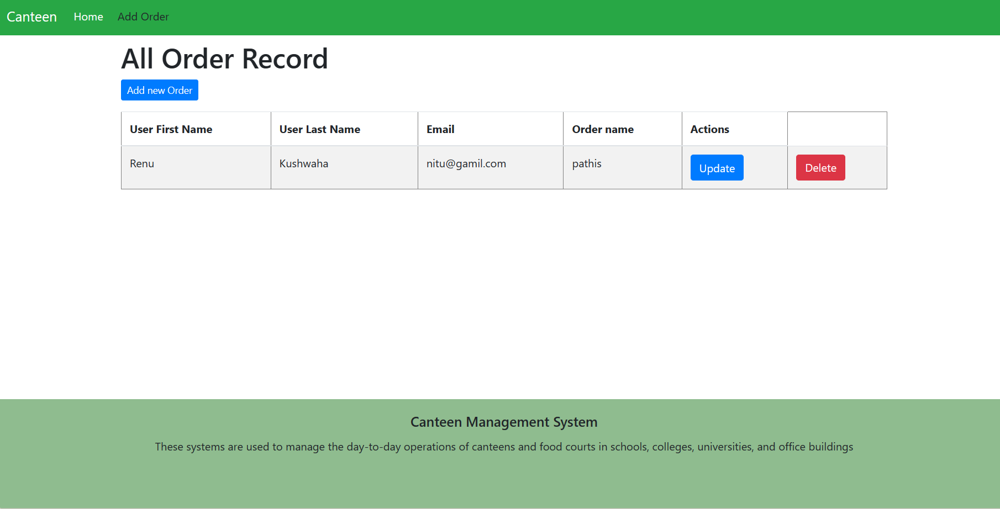 Canteen Home Add Order
All Order Record
Add new Order
User First Name User Last Name Email Order name Actions
Renu Kushwaha nitu@gamil.com pathis Update Delete
Canteen Management System
These systems are used to manage the day-to-day operations of canteens and food courts in schools, colleges, universities, and office buildings